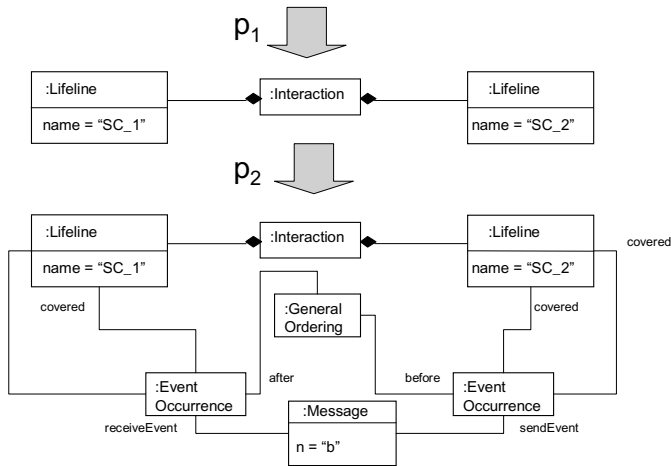 p1
:Lifeline
name = “SC_1”
:Interaction
:Lifeline
name = “SC_2”
p2
:Lifeline
name = “SC_1”
:Interaction
:Lifeline
name = “SC_2”
covered
covered
:General
Ordering
covered
:Event
Occurrence
after
before
:Event
Occurrence
receiveEvent
:Message
n = “b”
sendEvent